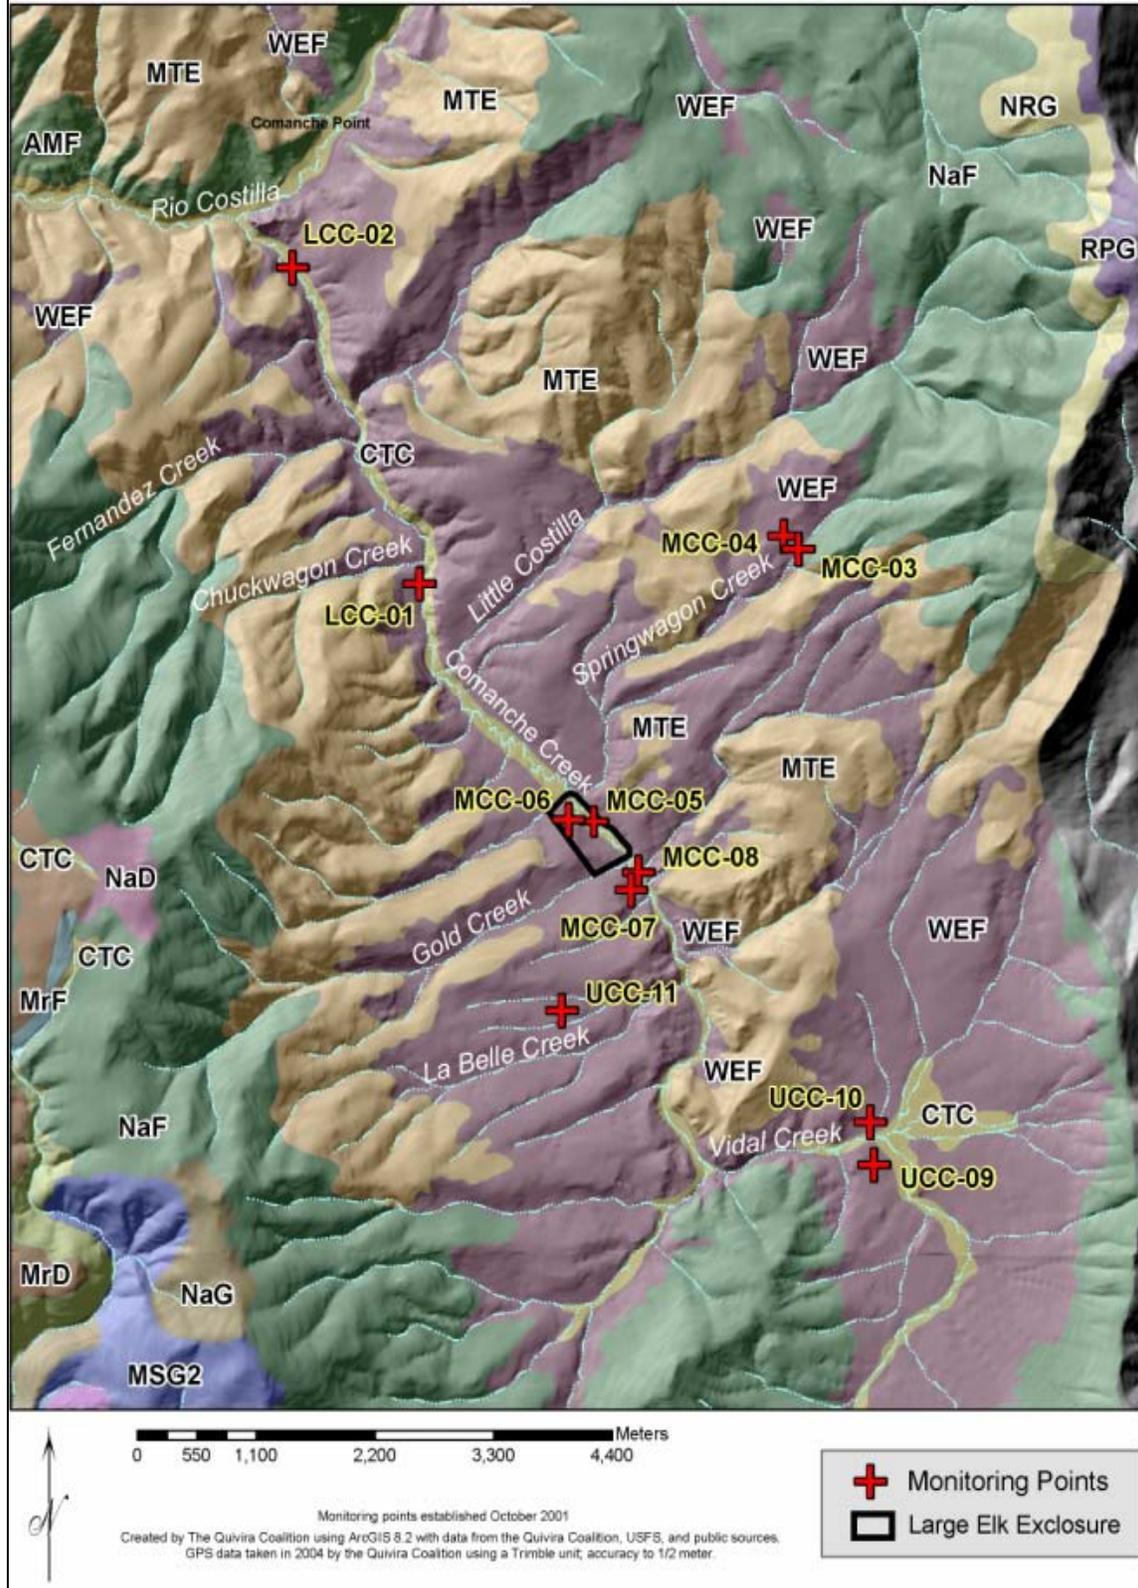 WEF
MTE
MTE
WEF
NRG
Comanche Point
AMF
NaF
Rio Costilla
LCC-02
WEF
RPG
WEF
WEF
MTE
CTC
Fernandez Creek
WEF
MCC-04
MCC-03
Chuckwagon Creek
Little Costilla
Springwagon Creek
LCC-01
Comanche Creek
MTE
MTE
MCC-06
MCC-05
MCC-08
CTC
NaD
MCC-07
WEF
WEF
Gold Creek
CTC
MrF
UCC-11
La Belle Creek
WEF
UCC-10
CTC
NaF
Vidal Creek
UCC-09
MrD
NaG
MSG2
N
Meters
0 550 1,100 2,200 3,300 4,400
Monitoring Points
Large Elk Exclosure
Monitoring points established October 2001
Created by The Quivira Coalition using ArcGIS 8.2 with data from the Quivira Coalition, USFS, and public sources.
GPS data taken in 2004 by the Quivira Coalition using a Trimble unit; accuracy to 1/2 meter.